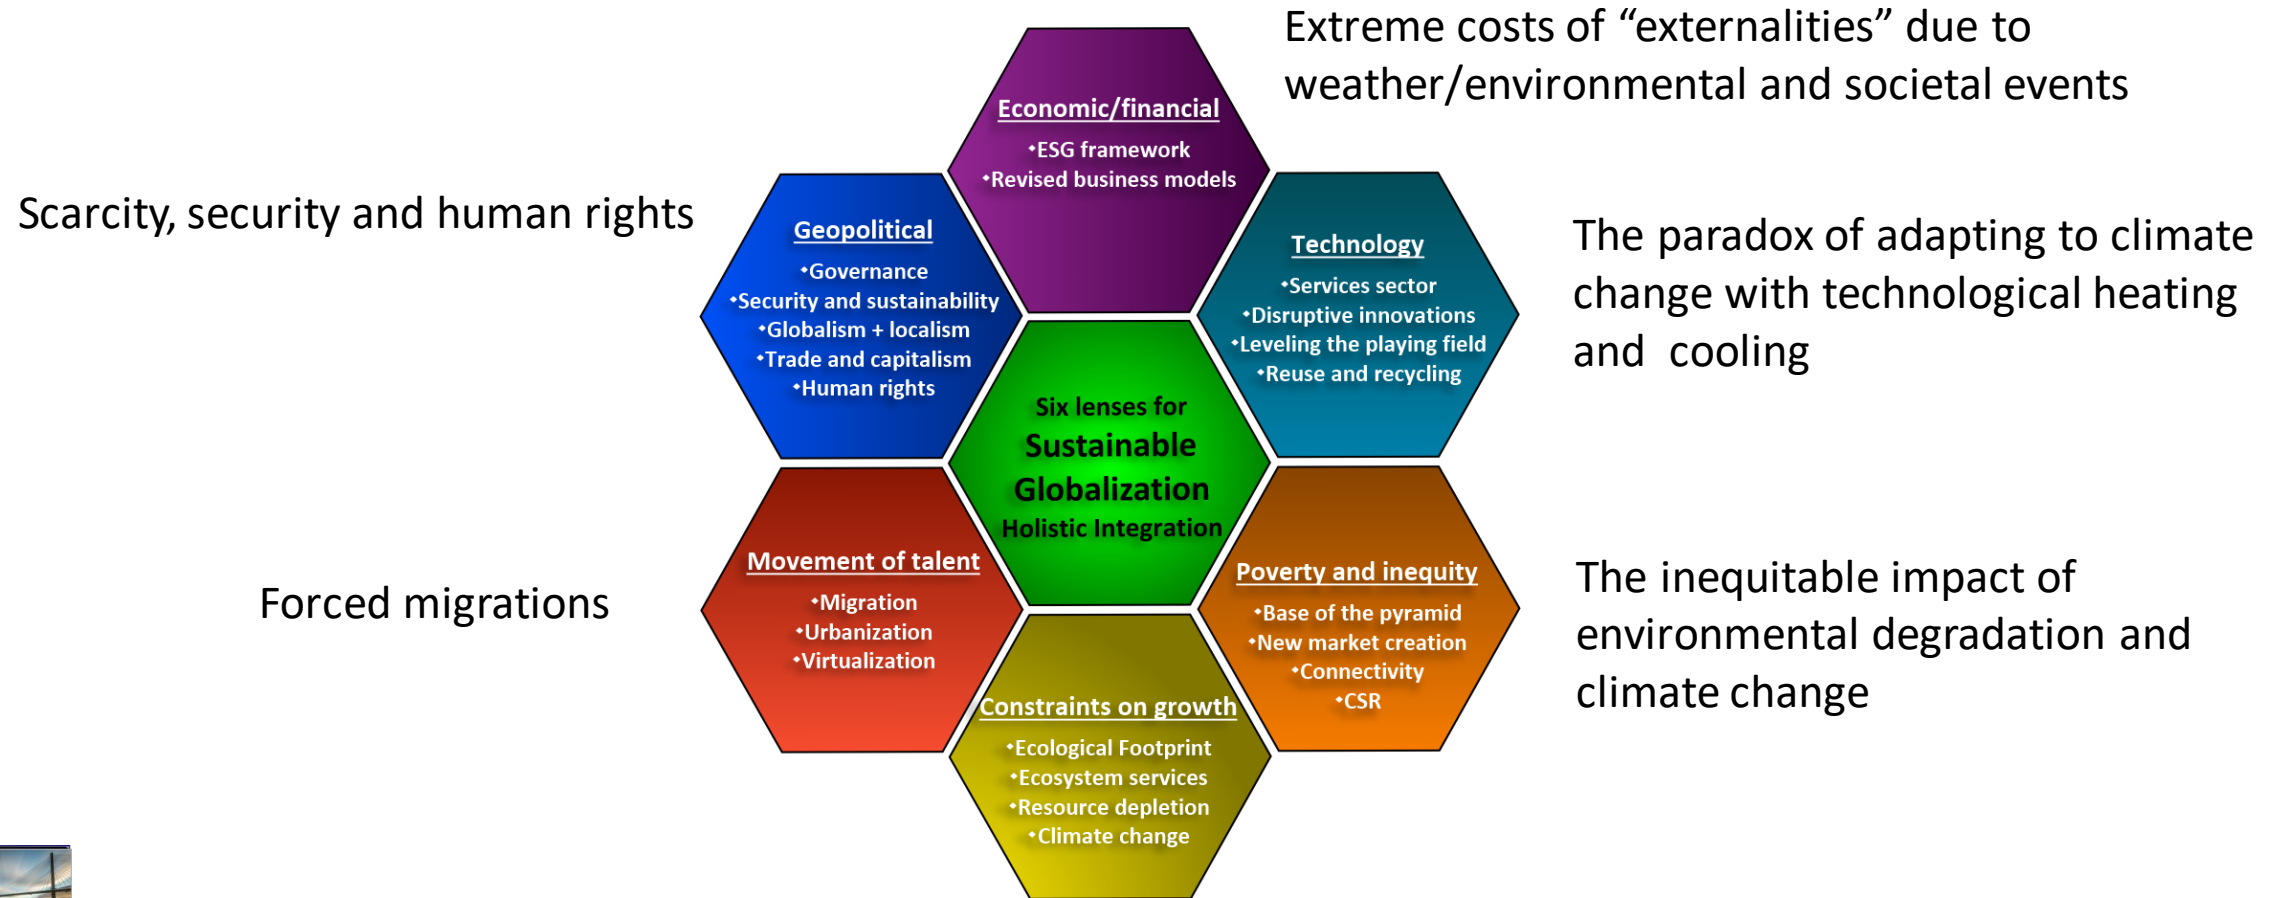 Extreme costs of “externalities” due to
weather/environmental and societal events
Economic/financial
•ESG framework
•Revised business models
Scarcity, security and human rights
Geopolitical
•Governance
•Security and sustainability
•Globalism + localism
•Trade and capitalism
•Human rights
Technology
•Services sector
•Disruptive innovations
•Leveling the playing field
•Reuse and recycling
The paradox of adapting to climate
change with technological heating
and  cooling
Six lenses for
Sustainable
Globalization
Holistic Integration
Forced migrations
Movement of talent
•Migration
•Urbanization
•Virtualization
Poverty and inequity
•Base of the pyramid
•New market creation
•Connectivity
•CSR
The inequitable impact of
environmental degradation and
climate change
Constraints on growth
•Ecological Footprint
•Ecosystem services
•Resource depletion
•Climate change